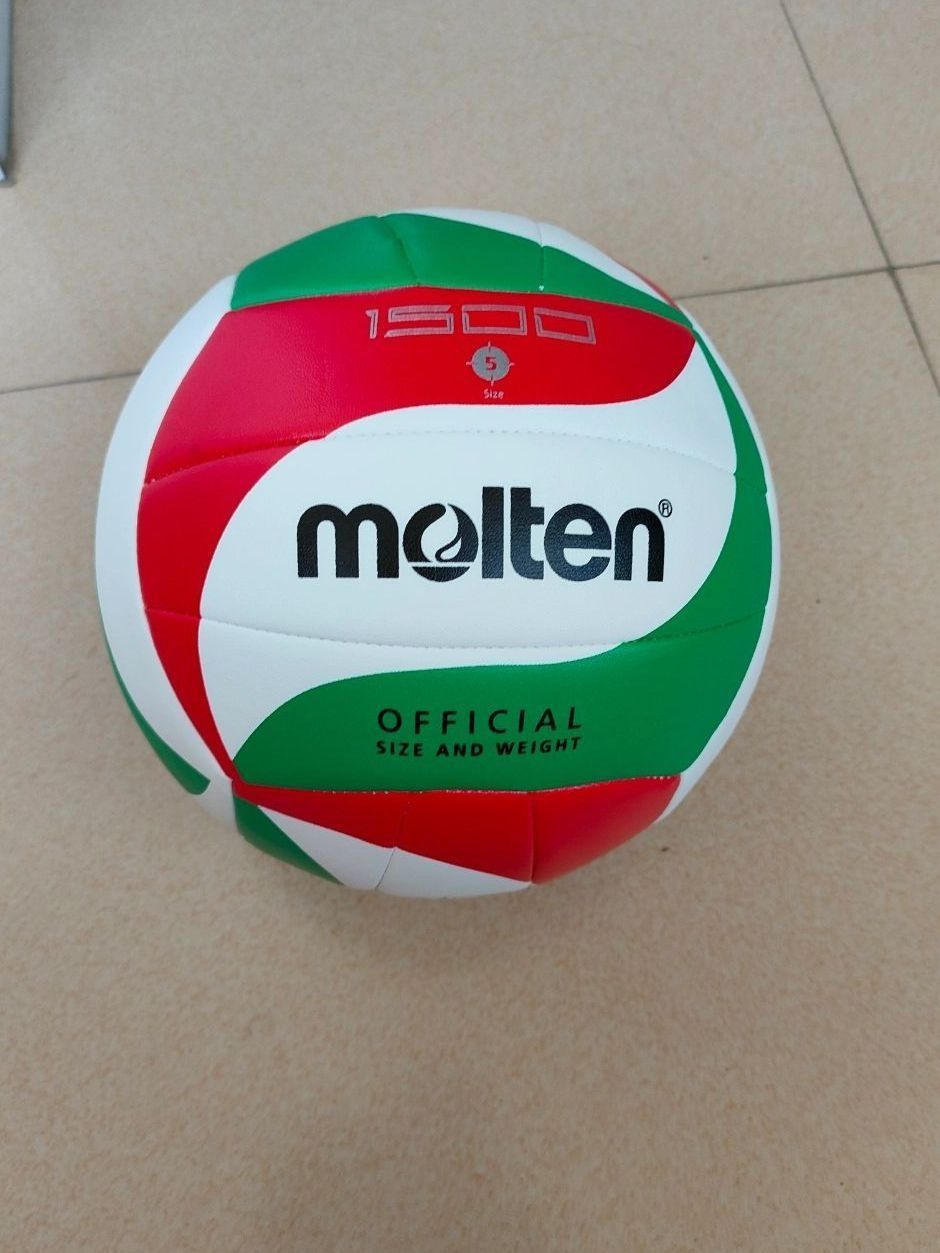 1500
5
Size
molten®
OFFICIAL
SIZE AND WEIGHT